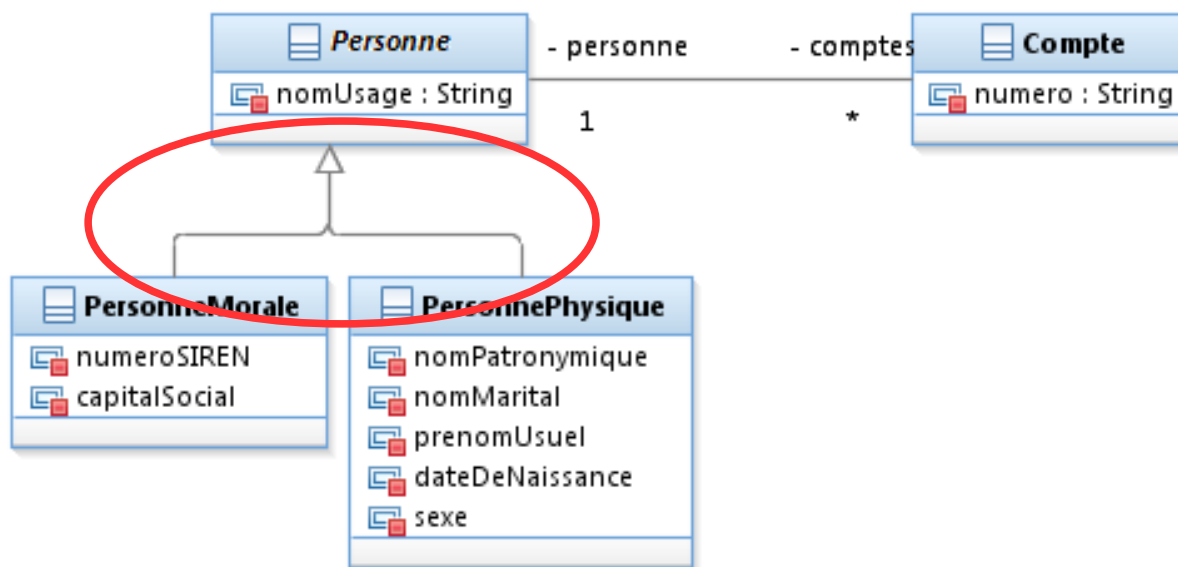 Personne
nomUsage : String
- personne
- comptes
1
*
Compte
numero : String
PersonneMorale
numeroSIREN
capitalSocial
PersonnePhysique
nomPatronymique
nomMarital
prenomUsuel
dateDeNaissance
sexe